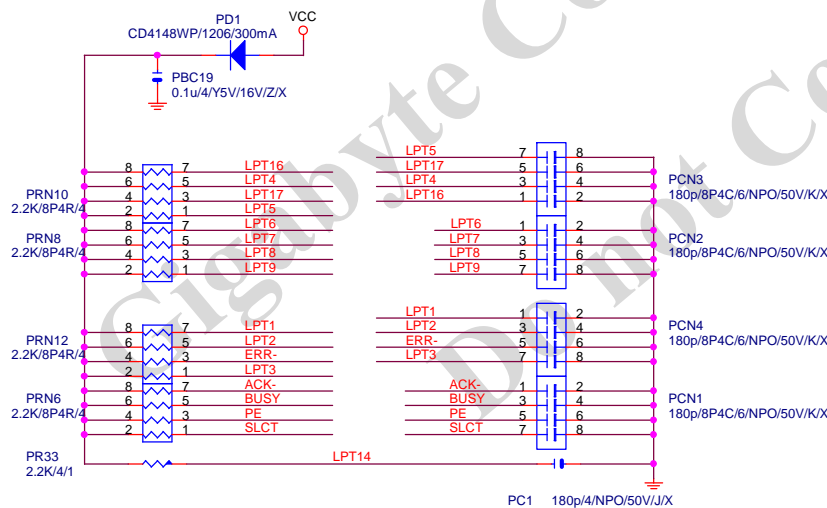 PD1
VCC
CD4148WP/1206/300mA
PBC19
0.1u/4/Y5V/16V/Z/X
PRN10
2.2K/8P4R/4
8 7 LPT16
6 5 LPT4
4 3 LPT17
2 1 LPT5
PRN8
2.2K/8P4R/4
8 7 LPT6
6 5 LPT7
4 3 LPT8
2 1 LPT9
LPT5 7 8
LPT17 5 6
LPT4 3 4
LPT16 1 2
PCN3
180p/8P4C/6/NPO/50V/K/X
LPT6 1 2
LPT7 3 4
LPT8 5 6
LPT9 7 8
PCN2
180p/8P4C/6/NPO/50V/K/X
PRN12
2.2K/8P4R/4
8 7 LPT1
6 5 LPT2
4 3 ERR-
2 1 LPT3
PRN6
2.2K/8P4R/4
8 7 ACK-
6 5 BUSY
4 3 PE
2 1 SLCT
LPT1 1 2
LPT2 3 4
ERR- 5 6
LPT3 7 8
PCN4
180p/8P4C/6/NPO/50V/K/X
ACK- 1 2
BUSY 3 4
PE 5 6
SLCT 7 8
PCN1
180p/8P4C/6/NPO/50V/K/X
PR33
2.2K/4/1
LPT14
PC1 180p/4/NPO/50V/J/X
Gigabyte Co
Do not Co